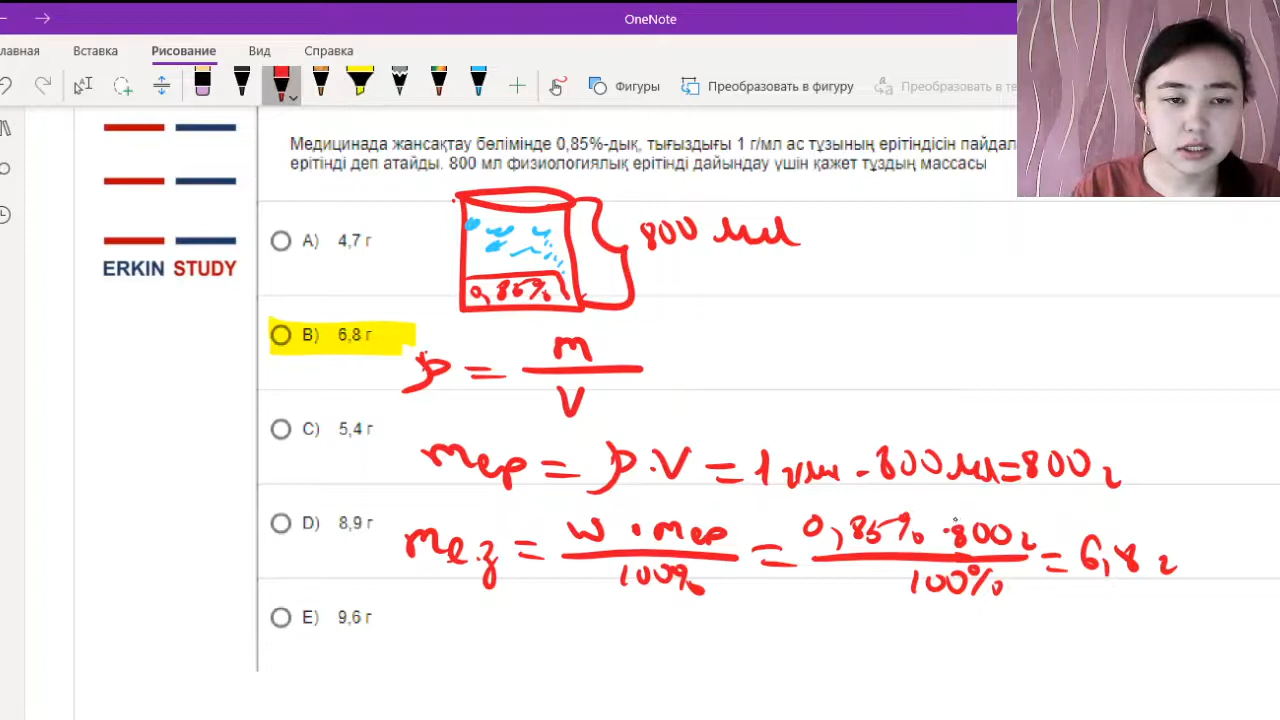 OneNote
лавная Вставка Рисование Вид Справка
Фигуры Преобразовать в фигуру Преобразовать в те
Медицинада жансақтау бөлімінде 0,85%-дық, тығыздығы 1 г/мл ас тұзының ерітіндісін пайдал
ерітінді деп атайды. 800 мл физиологиялық ерітінді дайындау үшін қажет тұздың массасы
800 мл
A) 4,7 г
ERKIN STUDY
0,85%
B) 6,8 г
ρ = m / V
C) 5,4 г
mер = ρ · V = 1 г/мл · 800 мл = 800 г
D) 8,9 г
mе.з = w · mер / 100% = 0,85% · 800 г / 100% = 6,8 г
E) 9,6 г